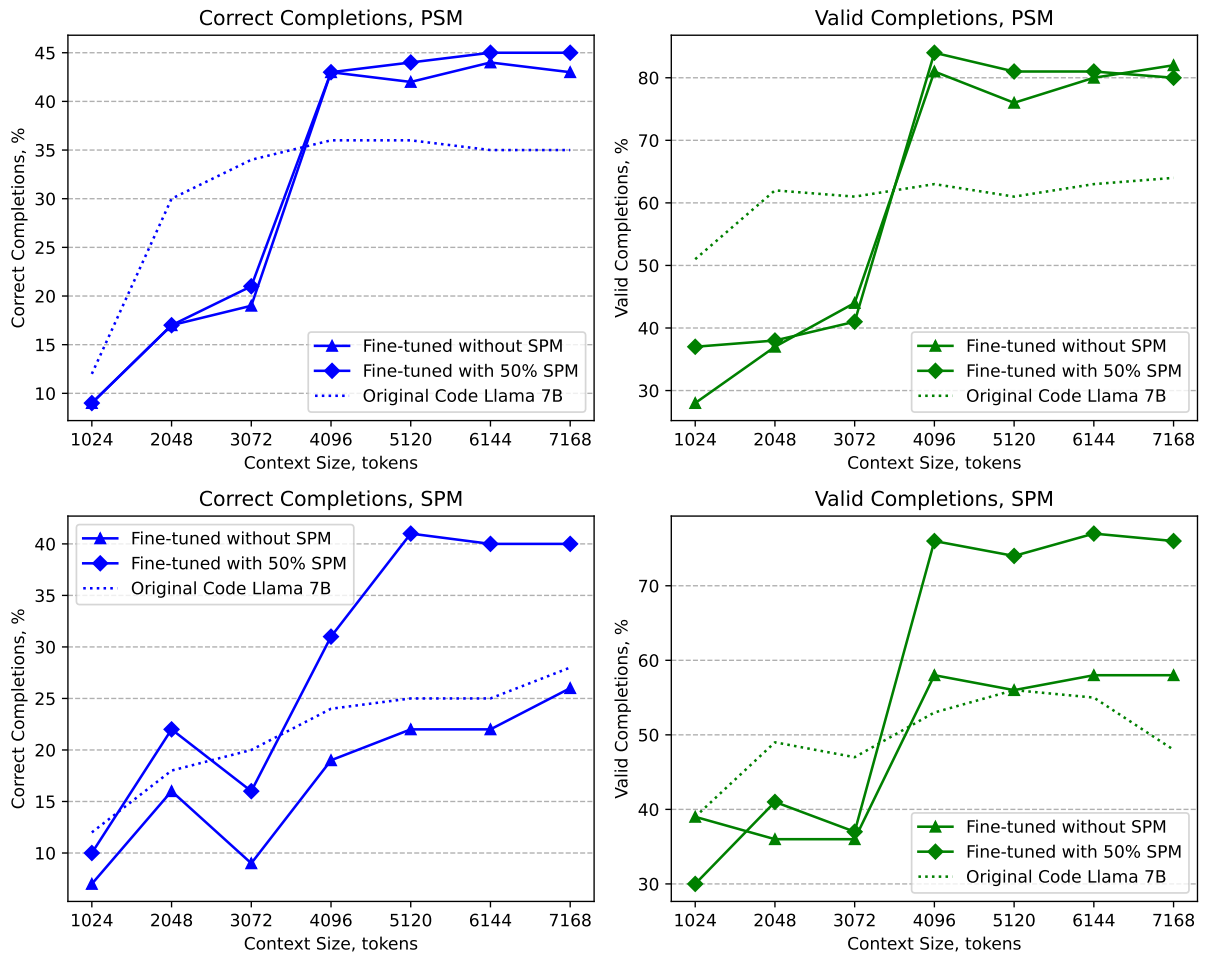 Correct Completions, PSM
Correct Completions, %
45
40
35
30
25
20
15
10
Fine-tuned without SPM
Fine-tuned with 50% SPM
Original Code Llama 7B
1024 2048 3072 4096 5120 6144 7168
Context Size, tokens
Valid Completions, PSM
Valid Completions, %
80
70
60
50
40
30
Fine-tuned without SPM
Fine-tuned with 50% SPM
Original Code Llama 7B
1024 2048 3072 4096 5120 6144 7168
Context Size, tokens
Correct Completions, SPM
Correct Completions, %
40
35
30
25
20
15
10
Fine-tuned without SPM
Fine-tuned with 50% SPM
Original Code Llama 7B
1024 2048 3072 4096 5120 6144 7168
Context Size, tokens
Valid Completions, SPM
Valid Completions, %
70
60
50
40
30
Fine-tuned without SPM
Fine-tuned with 50% SPM
Original Code Llama 7B
1024 2048 3072 4096 5120 6144 7168
Context Size, tokens